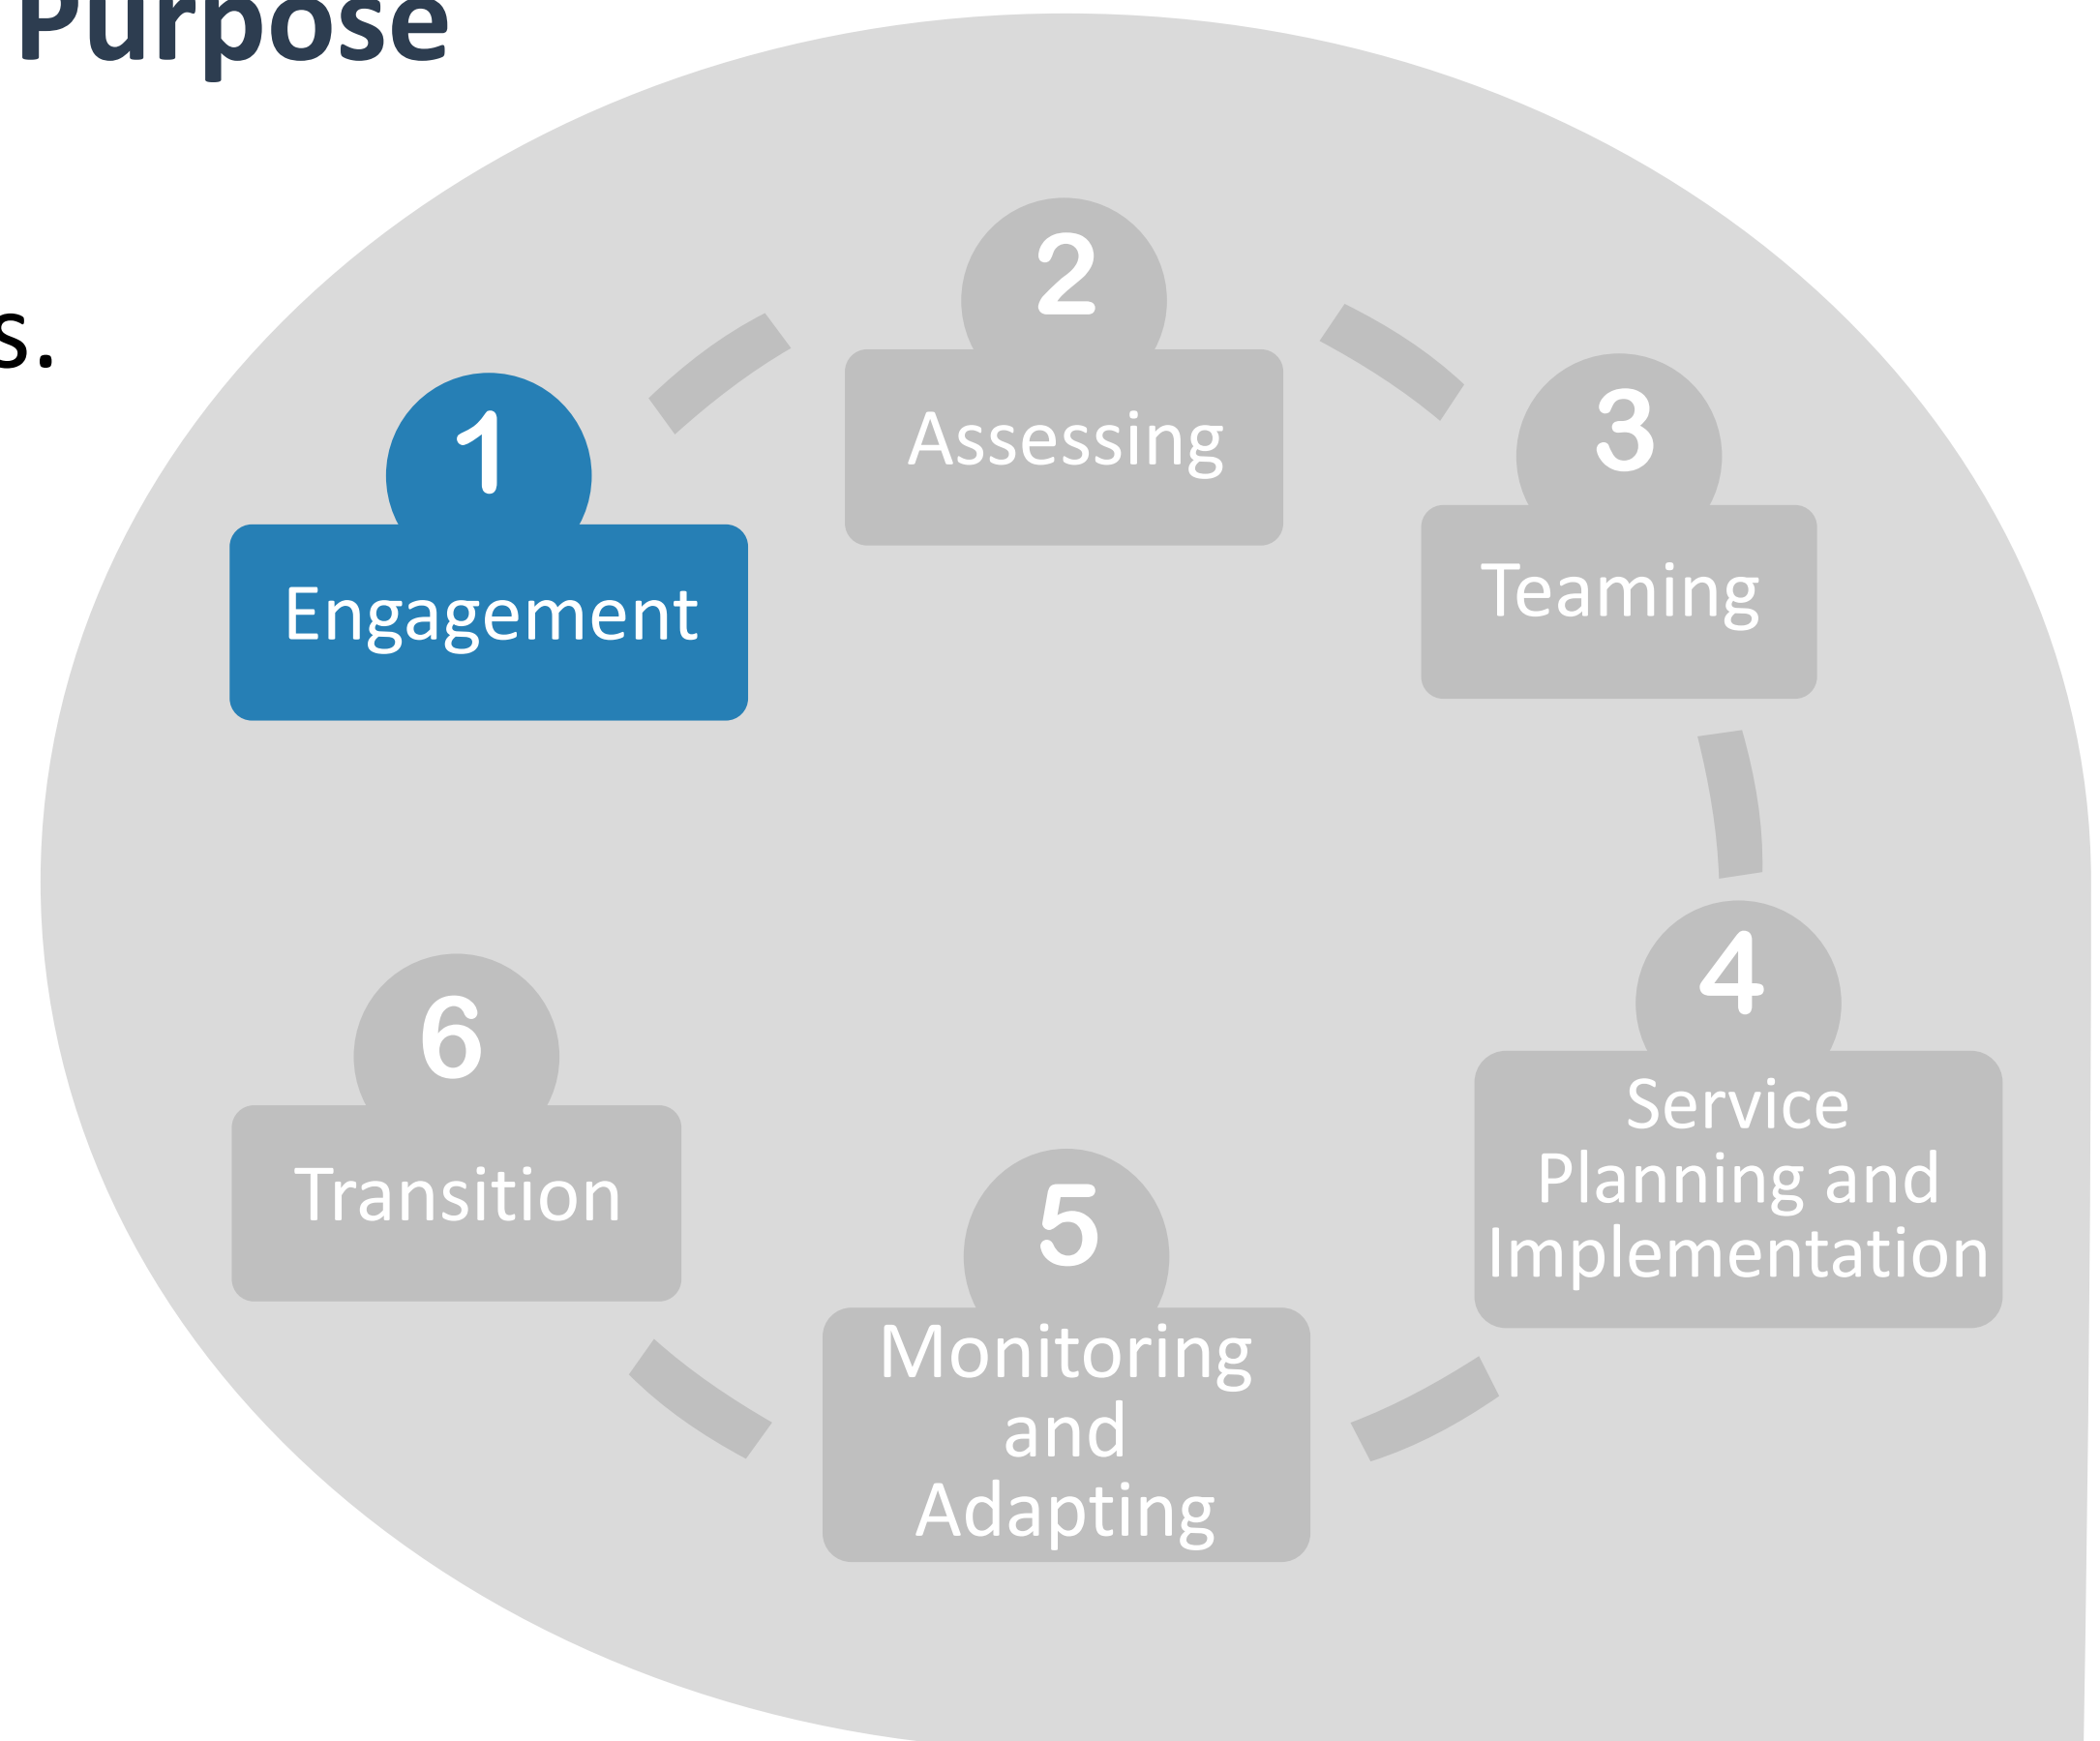 Purpose
s.
1
Engagement
2
Assessing
3
Teaming
4
Service
Planning and
Implementation
5
Monitoring
and
Adapting
6
Transition